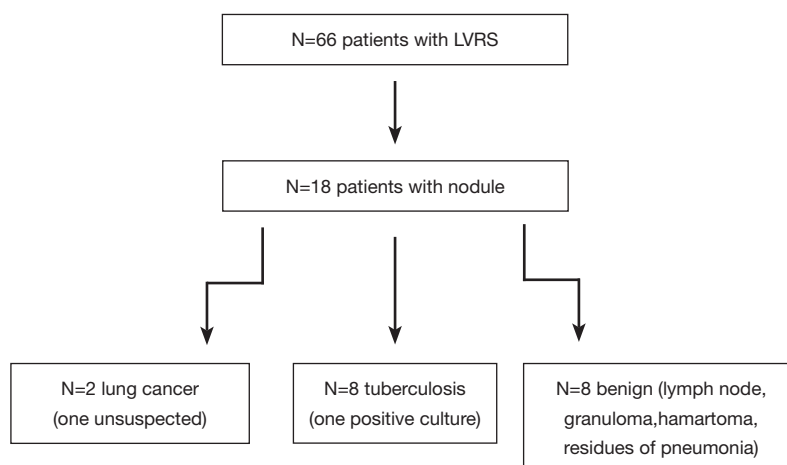 N=66 patients with LVRS
N=18 patients with nodule
N=2 lung cancer
(one unsuspected)
N=8 tuberculosis
(one positive culture)
N=8 benign (lymph node,
granuloma,hamartoma,
residues of pneumonia)